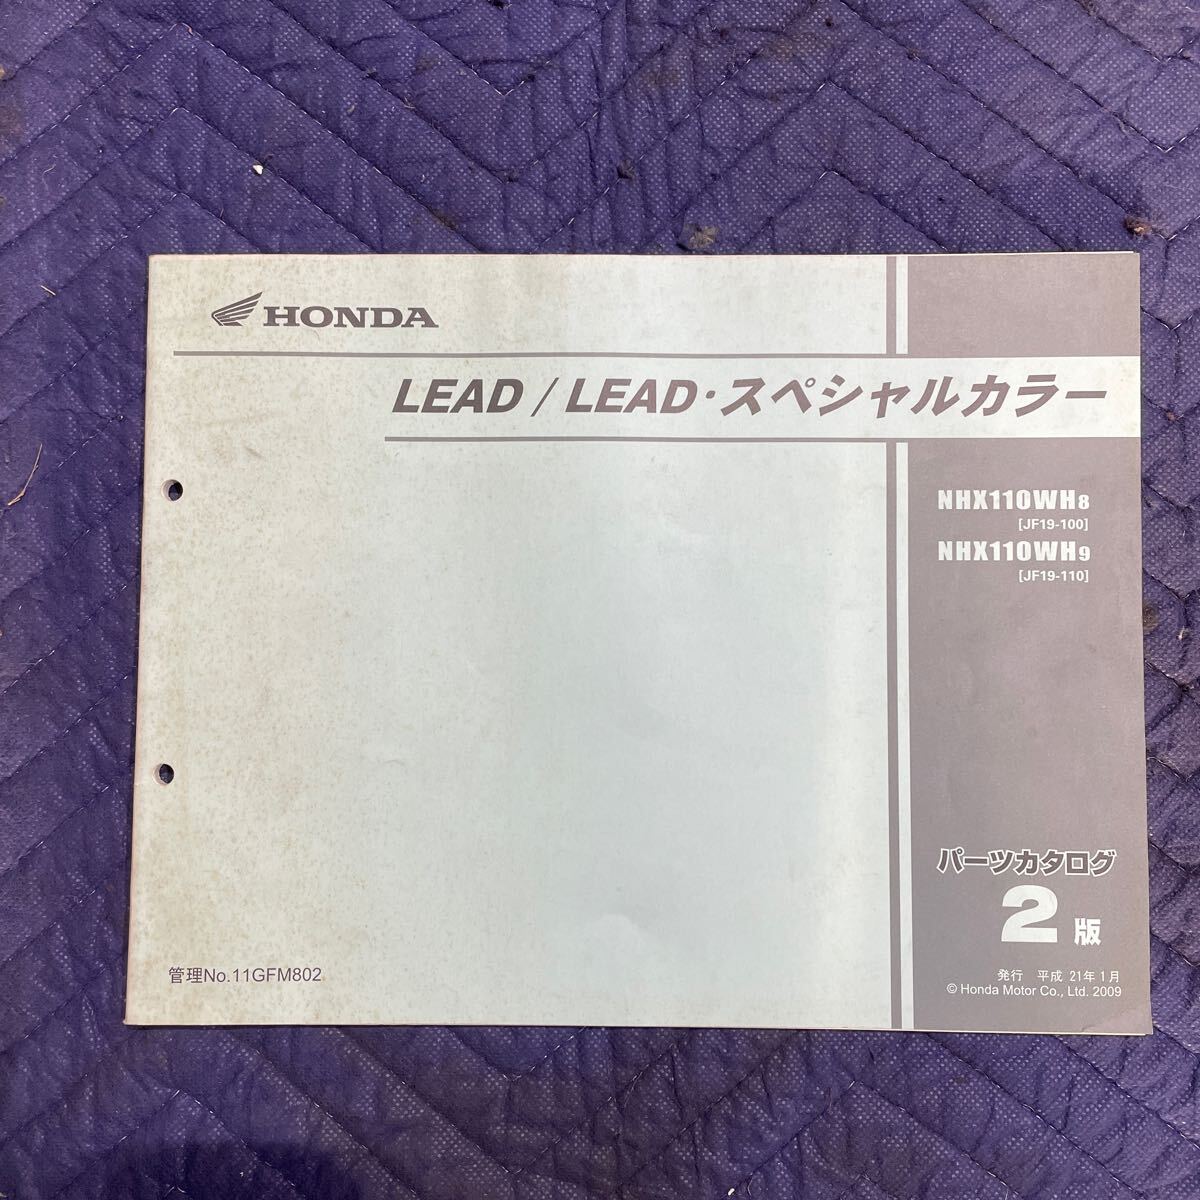 HONDA
LEAD / LEAD・スペシャルカラー
NHX110WH8
[JF19-100]
NHX110WH9
[JF19-110]
パーツカタログ
2版
管理No.11GFM802
発行 平成 21年 1月
© Honda Motor Co., Ltd. 2009